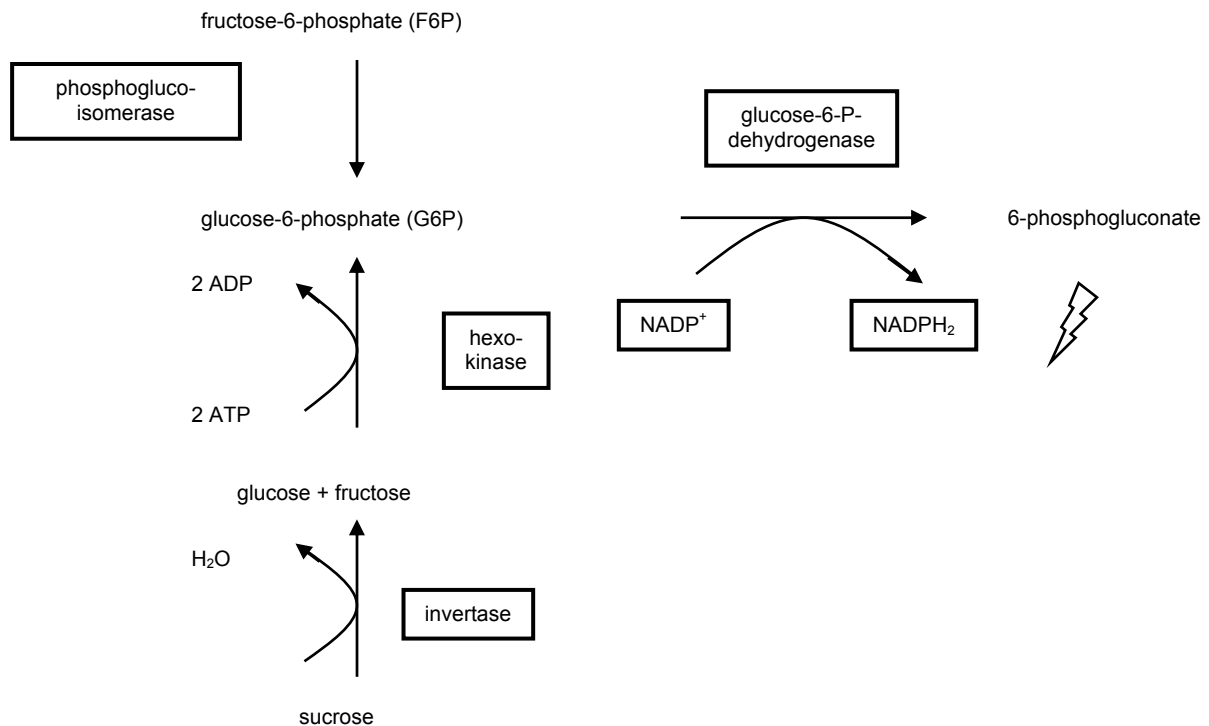 fructose-6-phosphate (F6P)
phosphogluco-
isomerase
glucose-6-P-
dehydrogenase
glucose-6-phosphate (G6P)
6-phosphogluconate
2 ADP
NADP⁺
NADPH₂
hexo-
kinase
2 ATP
glucose + fructose
H₂O
invertase
sucrose